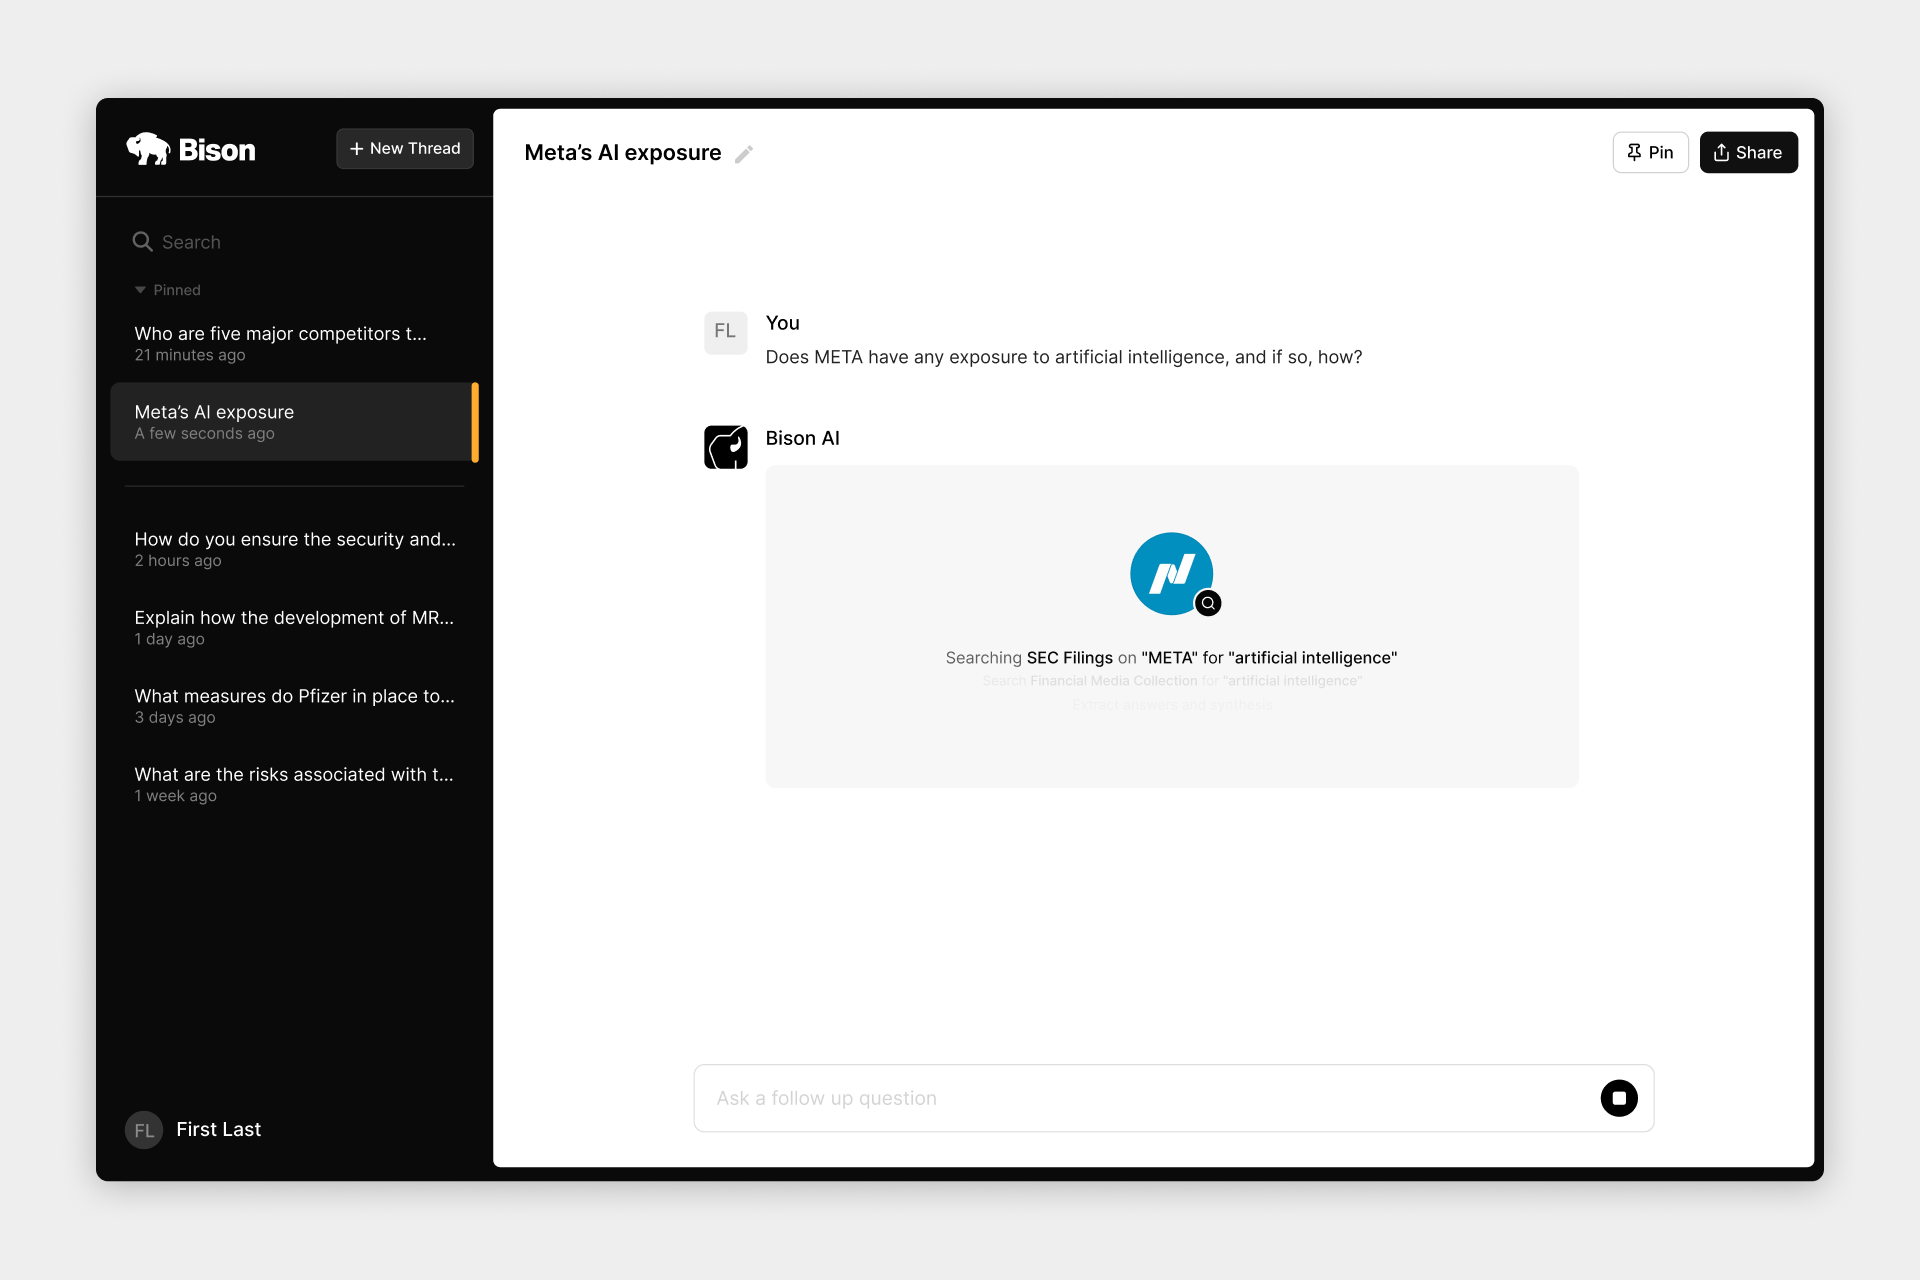 Bison
New Thread
Search
Pinned
Who are five major competitors t...
21 minutes ago
Meta’s AI exposure
A few seconds ago
How do you ensure the security and...
2 hours ago
Explain how the development of MR...
1 day ago
What measures do Pfizer in place to...
3 days ago
What are the risks associated with t...
1 week ago
FL
First Last
Meta’s AI exposure
Pin
Share
FL
You
Does META have any exposure to artificial intelligence, and if so, how?
Bison AI
Searching SEC Filings on "META" for "artificial intelligence"
Search Financial Media Collection for "artificial intelligence"
Extract answers and synthesis
Ask a follow up question